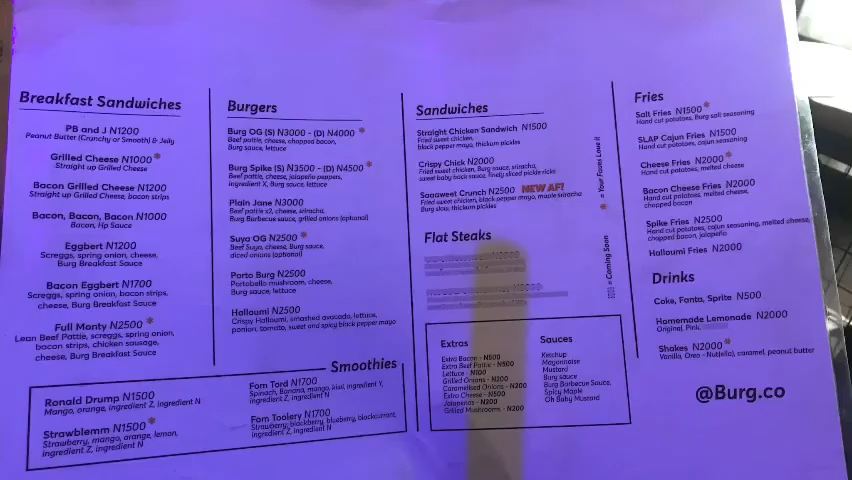 Breakfast Sandwiches
PB and J N1200
Peanut Butter (Crunchy or Smooth) & Jelly
Grilled Cheese N1000 *
Straight up Grilled Cheese
Bacon Grilled Cheese N1200
Straight up Grilled Cheese, bacon strips
Bacon, Bacon, Bacon N1000
Bacon, Hp Sauce
Eggbert N1200
Screggs, spring onion, cheese,
Burg Breakfast Sauce
Bacon Eggbert N1700
Screggs, spring onion, bacon strips,
cheese, Burg Breakfast Sauce
Full Monty N2500 *
Lean Beef Pattie, screggs, spring onion,
bacon strips, chicken sausage,
cheese, Burg Breakfast Sauce
Burgers
Burg OG (S) N3000 - (D) N4000 *
Beef pattie, cheese, chopped bacon,
Burg sauce, lettuce
Burg Spike (S) N3500 - (D) N4500 *
Beef pattie, cheese, jalapeño peppers,
ingredient X, Burg sauce, lettuce
Plain Jane N3000
Beef pattie x2, cheese, sriracha,
Burg Barbecue sauce, grilled onions (optional)
Suya OG N2500 *
Beef Suya, cheese, Burg sauce,
diced onions (optional)
Porto Burg N2500
Portobello mushroom, cheese,
Burg sauce, lettuce
Halloumi N2500
Crispy Halloumi, smashed avocado, lettuce,
onion, tomato, sweet and spicy black pepper mayo
Smoothies
Ronald Drump N1500
Mango, orange, ingredient Z, ingredient N
Strawblemm N1500 *
Strawberry, mango, orange, lemon,
ingredient Z, ingredient N
Forn Tard N1700
Spinach, Banana, mango, kiwi, ingredient Y,
ingredient Z, ingredient N
Forn Toolery N1700
Strawberry, blackberry, blueberry, blackcurrant,
ingredient Z, ingredient N
Sandwiches
Straight Chicken Sandwich N1500
Fried sweet chicken,
black pepper mayo, thickum pickles
Crispy Chick N2000
Fried sweet chicken, Burg sauce, sriracha,
sweet baby back sauce, finely sliced pickle ricks
Saaaweet Crunch N2500 NEW AF!
Fried sweet chicken, black pepper mayo, maple sriracha
Burg slaw, thickum pickles
Flat Steaks
* = Your Faves Love it
= Coming Soon
Extras
Extra Bacon - N500
Extra Beef Pattie - N500
Lettuce - N100
Grilled Onions - N200
Caramelised Onions - N200
Extra Cheese - N500
Jalapenos - N200
Grilled Mushrooms - N200
Sauces
Ketchup
Mayonnaise
Mustard
Burg sauce
Burg Barbecue Sauce,
Spicy Maple
Oh Baby Mustard
Fries
Salt Fries N1500 *
Hand cut potatoes, Burg salt seasoning
SLAP Cajun Fries N1500
Hand cut potatoes, cajun seasoning
Cheese Fries N2000 *
Hand cut potatoes, melted cheese
Bacon Cheese Fries N2000
Hand cut potatoes, melted cheese,
chopped bacon
Spike Fries N2500
Hand cut potatoes, cajun seasoning, melted cheese,
chopped bacon, jalapeño
Halloumi Fries N2000
Drinks
Coke, Fanta, Sprite N500
Homemade Lemonade N2000
Original, Pink,
Shakes N2000 *
Vanilla, Oreo - Nut(ella), caramel, peanut butter
@Burg.co